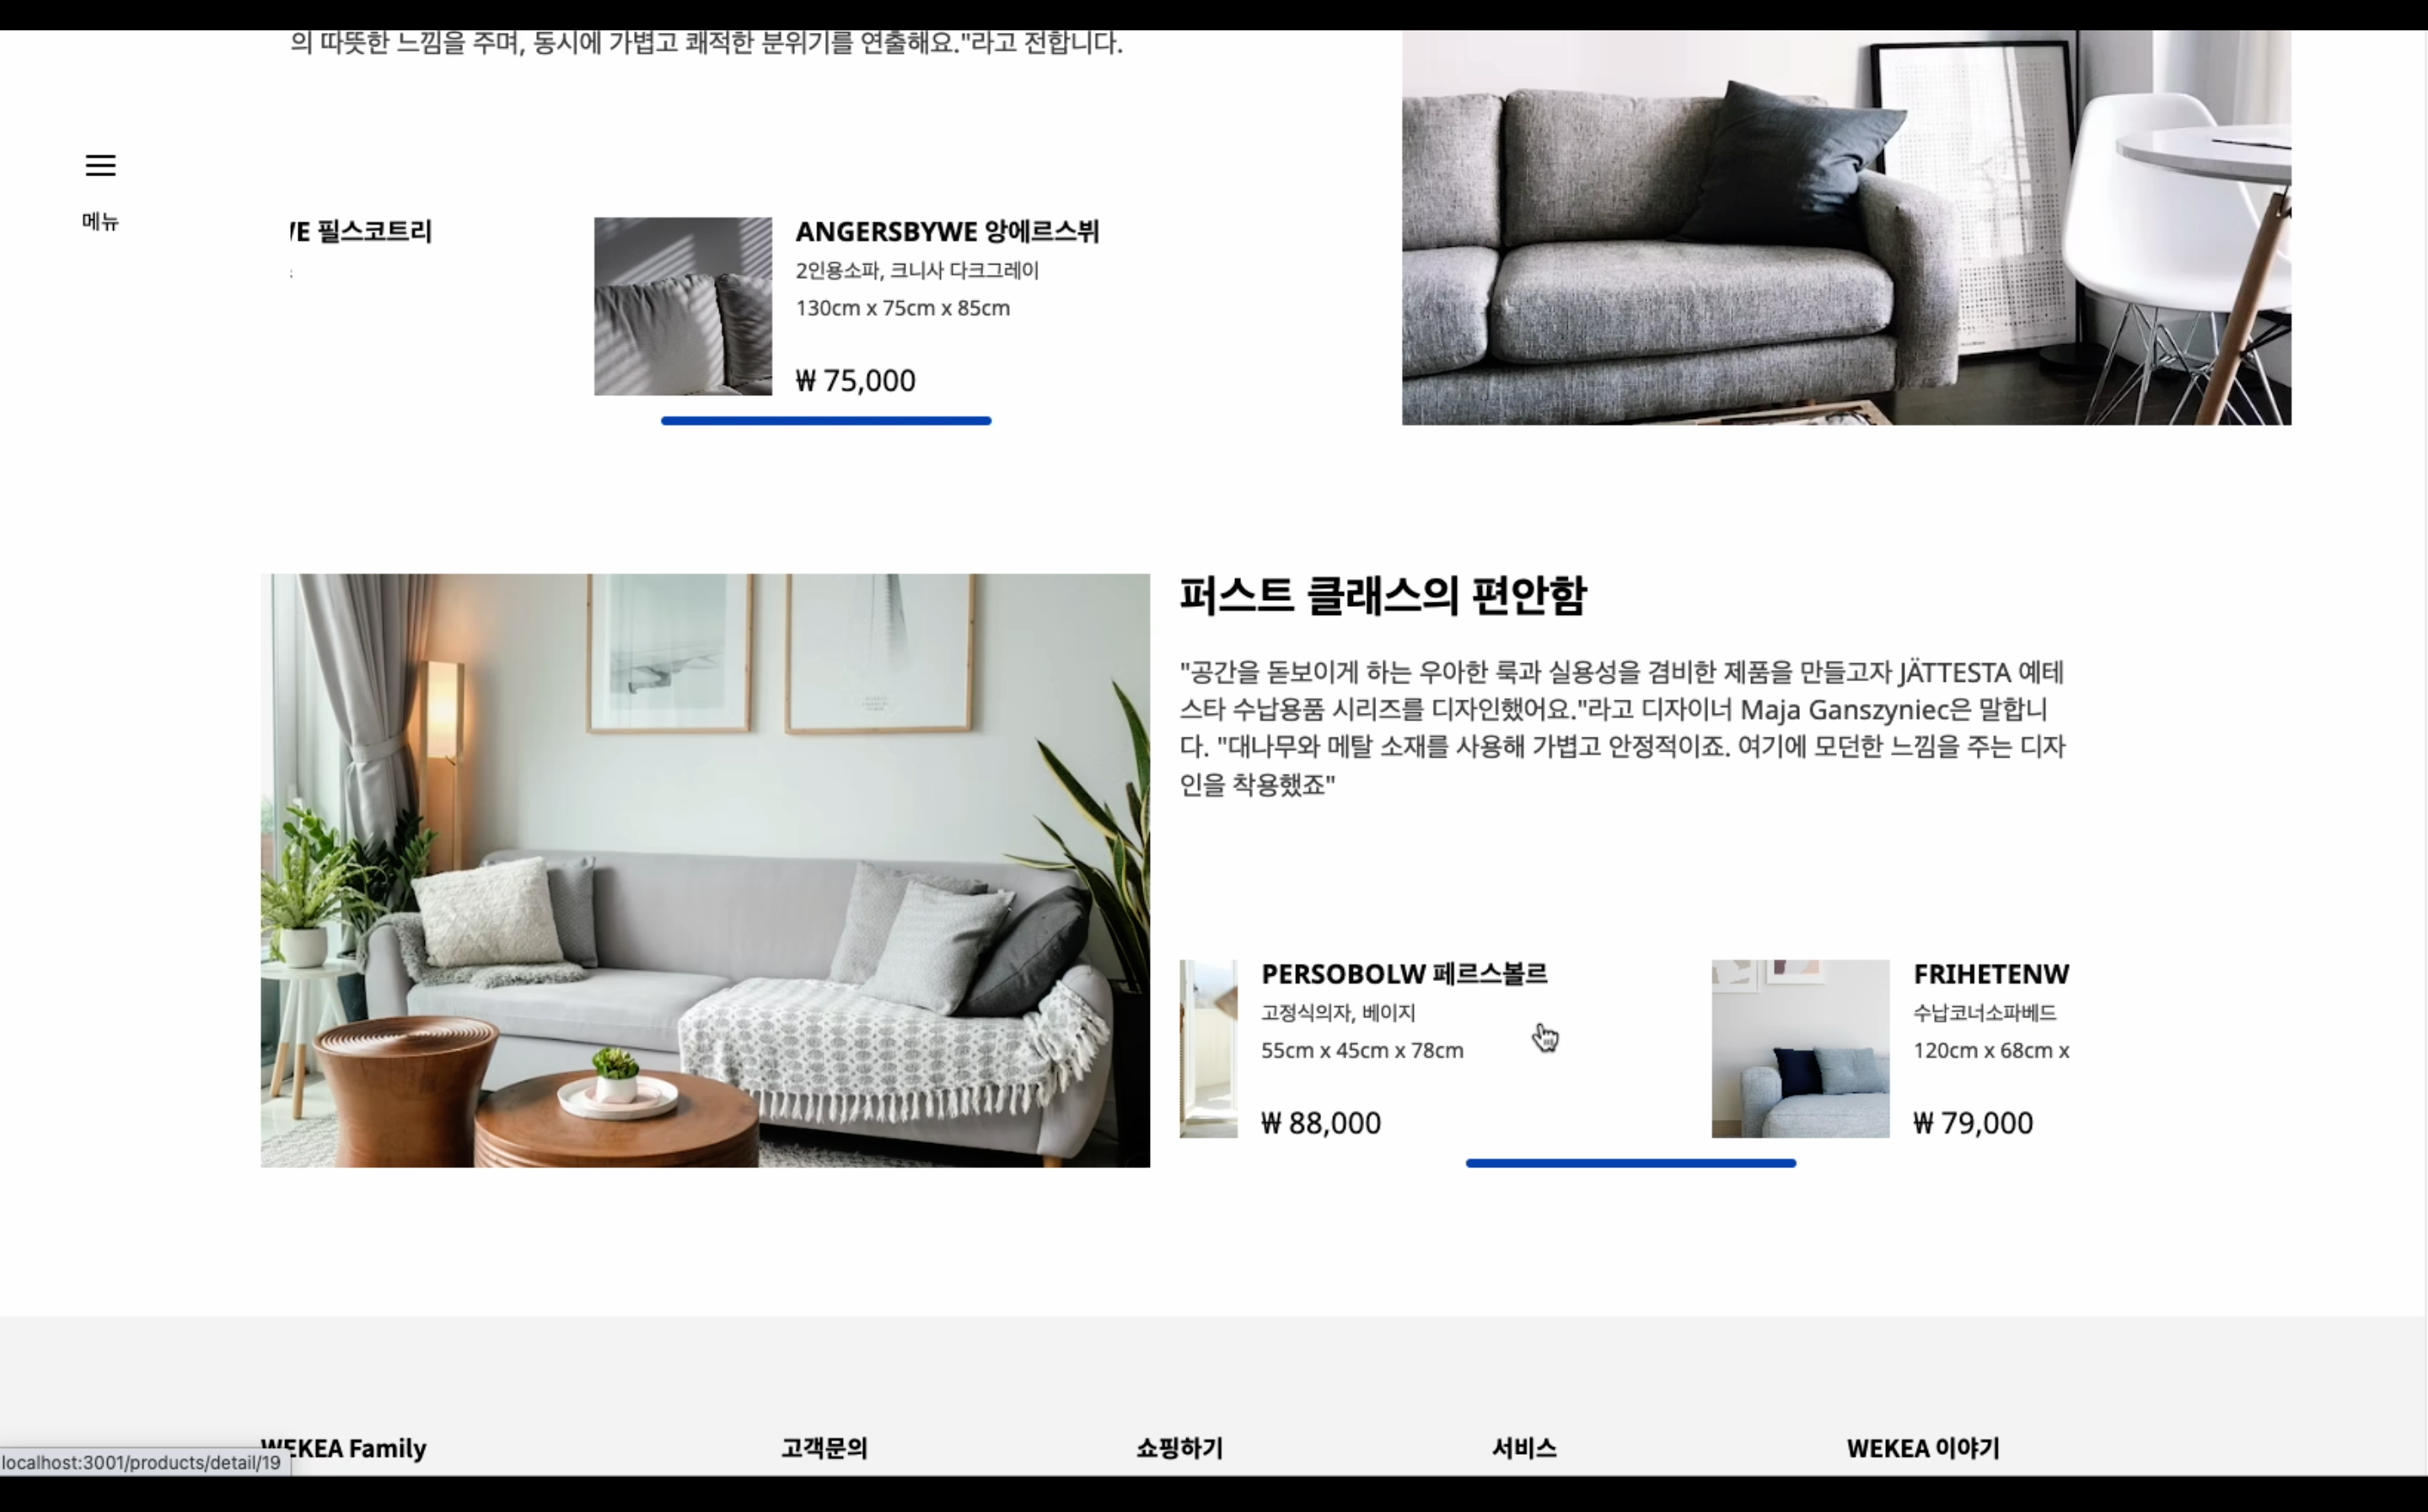 의 따뜻한 느낌을 주며, 동시에 가볍고 쾌적한 분위기를 연출해요."라고 전합니다.
메뉴
E 필스코트리
ANGERSBYWE 앙에르스뷔
2인용소파, 크니사 다크그레이
130cm x 75cm x 85cm
₩ 75,000
퍼스트 클래스의 편안함
"공간을 돋보이게 하는 우아한 룩과 실용성을 겸비한 제품을 만들고자 JÄTTESTA 예테
스타 수납용품 시리즈를 디자인했어요."라고 디자이너 Maja Ganszyniec은 말합니
다. "대나무와 메탈 소재를 사용해 가볍고 안정적이죠. 여기에 모던한 느낌을 주는 디자
인을 착용했죠"
PERSOBOLW 페르스볼르
고정식의자, 베이지
55cm x 45cm x 78cm
₩ 88,000
FRIHETENW
수납코너소파베드
120cm x 68cm x
₩ 79,000
WEKEA Family
고객문의
쇼핑하기
서비스
WEKEA 이야기
localhost:3001/products/detail/19